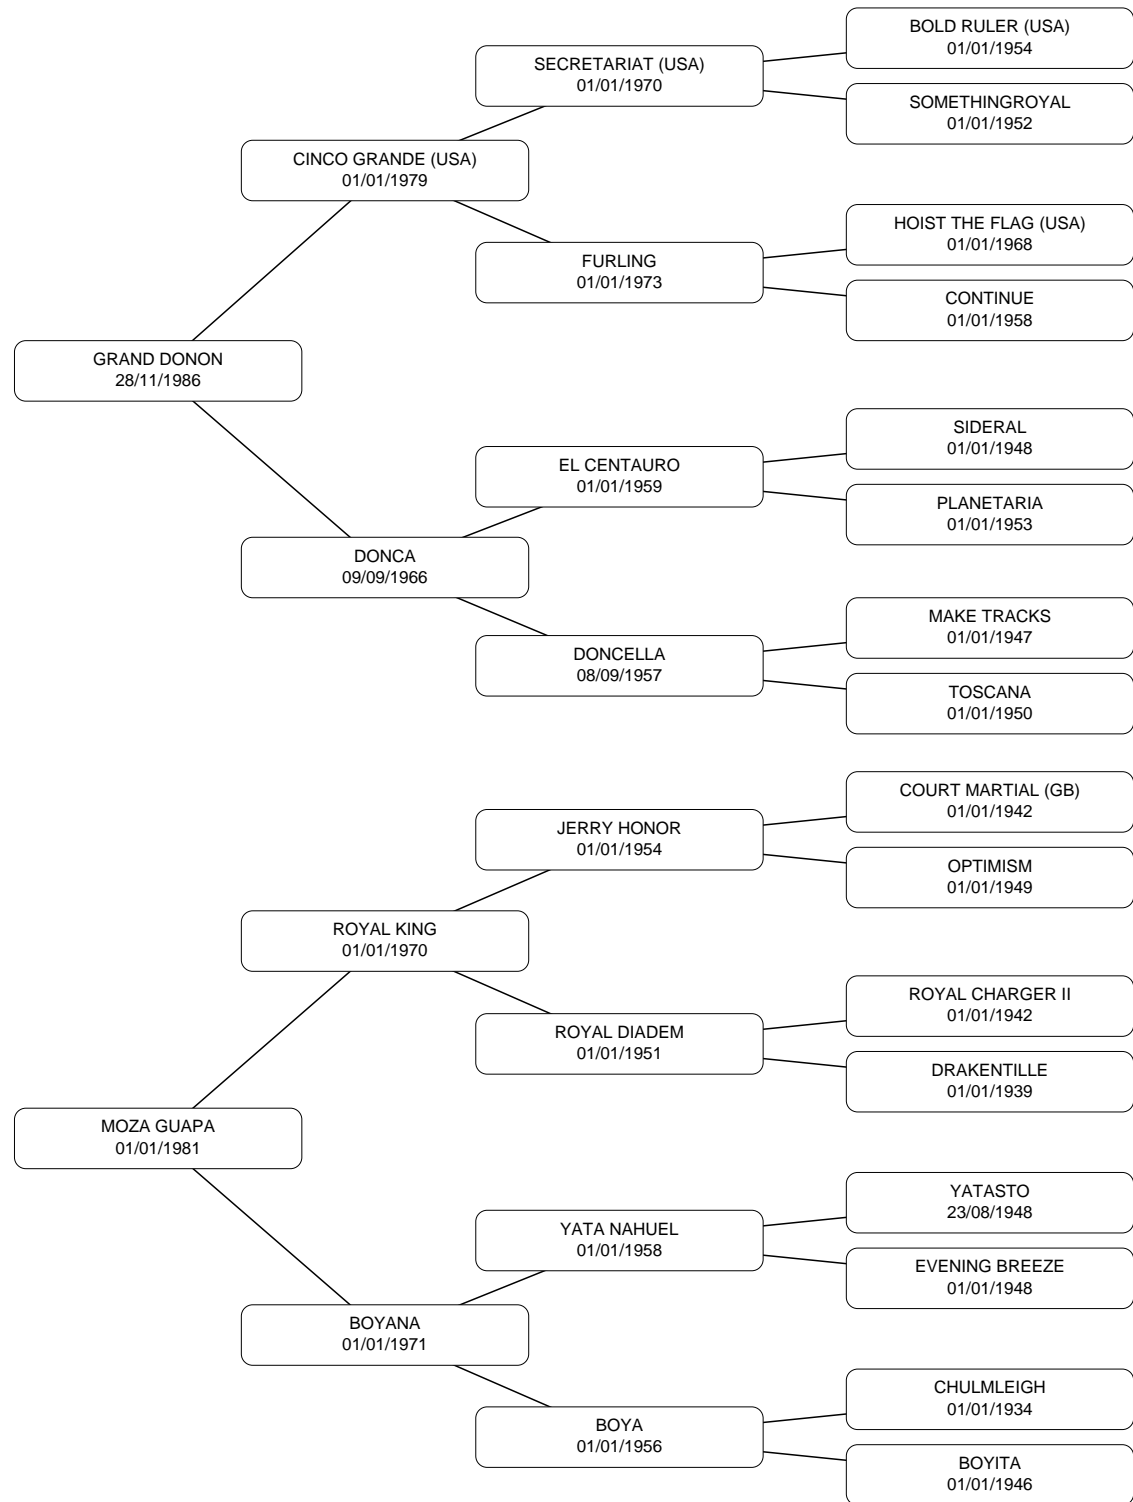 BOLD RULER (USA)
01/01/1954
SECRETARIAT (USA)
01/01/1970
SOMETHINGROYAL
01/01/1952
CINCO GRANDE (USA)
01/01/1979
HOIST THE FLAG (USA)
01/01/1968
FURLING
01/01/1973
CONTINUE
01/01/1958
GRAND DONON
28/11/1986
SIDERAL
01/01/1948
EL CENTAURO
01/01/1959
PLANETARIA
01/01/1953
DONCA
09/09/1966
MAKE TRACKS
01/01/1947
DONCELLA
08/09/1957
TOSCANA
01/01/1950
COURT MARTIAL (GB)
01/01/1942
JERRY HONOR
01/01/1954
OPTIMISM
01/01/1949
ROYAL KING
01/01/1970
ROYAL CHARGER II
01/01/1942
ROYAL DIADEM
01/01/1951
DRAKENTILLE
01/01/1939
MOZA GUAPA
01/01/1981
YATASTO
23/08/1948
YATA NAHUEL
01/01/1958
EVENING BREEZE
01/01/1948
BOYANA
01/01/1971
CHULMLEIGH
01/01/1934
BOYA
01/01/1956
BOYITA
01/01/1946